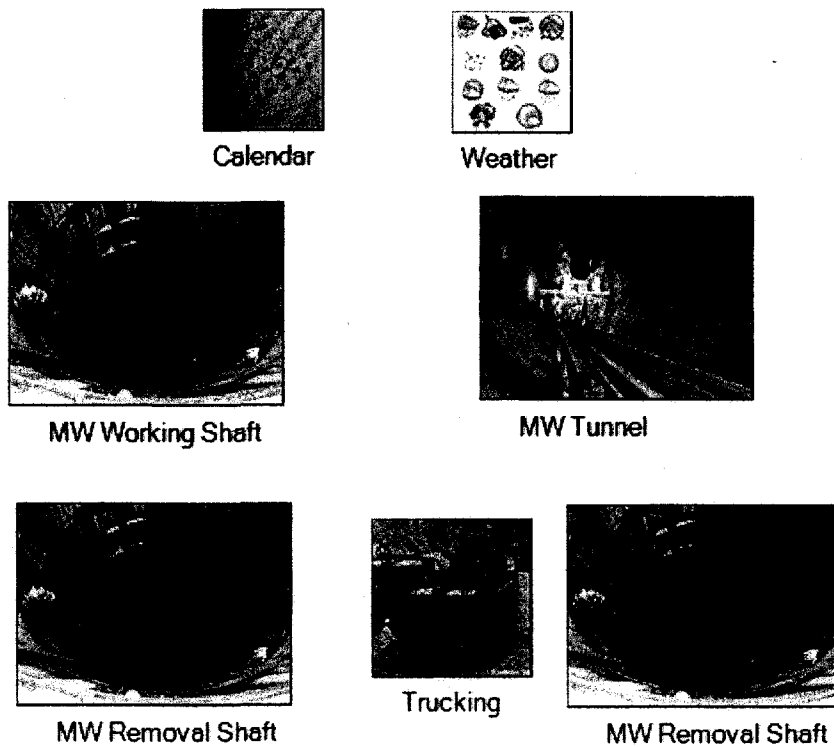 Calendar
Weather
MW Working Shaft
MW Tunnel
MW Removal Shaft
Trucking
MW Removal Shaft